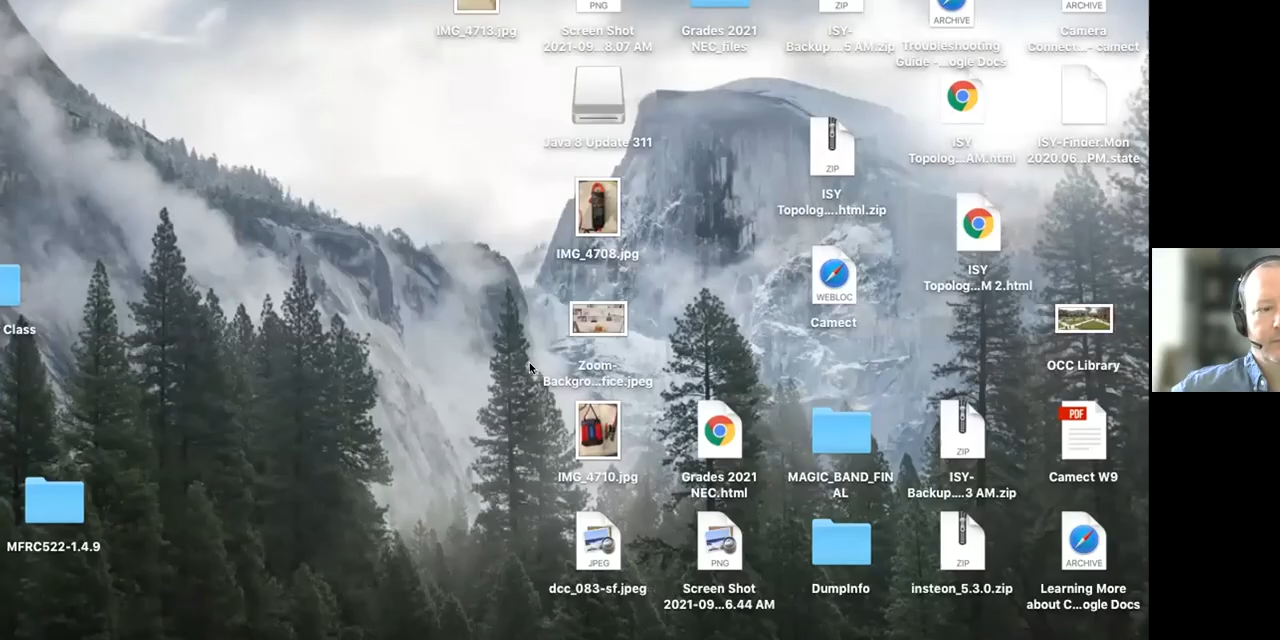 IMG_4713.jpg
PNG
Screen Shot
2021-09...8.07 AM
Grades 2021
NEC_files
ZIP
ISY-
Backup....5 AM.zip
ARCHIVE
Troubleshooting
Guide -...ogle Docs
ARCHIVE
Camera
Connect...- camect
Java 8 Update 311
ZIP
ISY
Topolog....html.zip
ISY
Topolog...AM.html
ISY-Finder.Mon
2020.06...PM.state
IMG_4708.jpg
WEBLOC
Camect
ISY
Topolog...M 2.html
Class
Zoom-
Backgro...fice.jpeg
OCC Library
IMG_4710.jpg
Grades 2021
NEC.html
MAGIC_BAND_FIN
AL
ZIP
ISY-
Backup....3 AM.zip
PDF
Camect W9
MFRC522-1.4.9
JPEG
dcc_083-sf.jpeg
PNG
Screen Shot
2021-09...6.44 AM
DumpInfo
ZIP
insteon_5.3.0.zip
ARCHIVE
Learning More
about C...ogle Docs